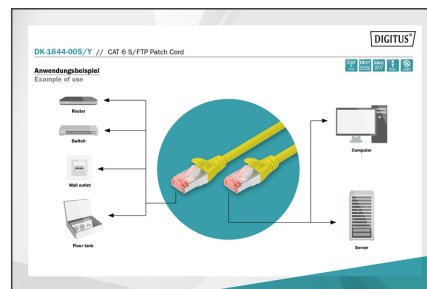 DIGITUS®
DK-1644-005/Y // CAT 6 S/FTP Patch Cord
Anwendungsbeispiel
Example of use
Router
Switch
Wall outlet
Floor tank
Computer
Server